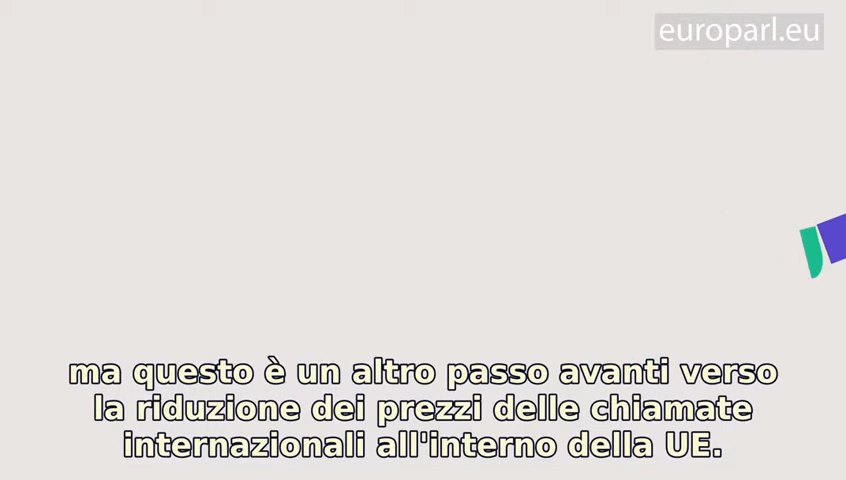 europarl.eu
ma questo è un altro passo avanti verso
la riduzione dei prezzi delle chiamate
internazionali all'interno della UE.